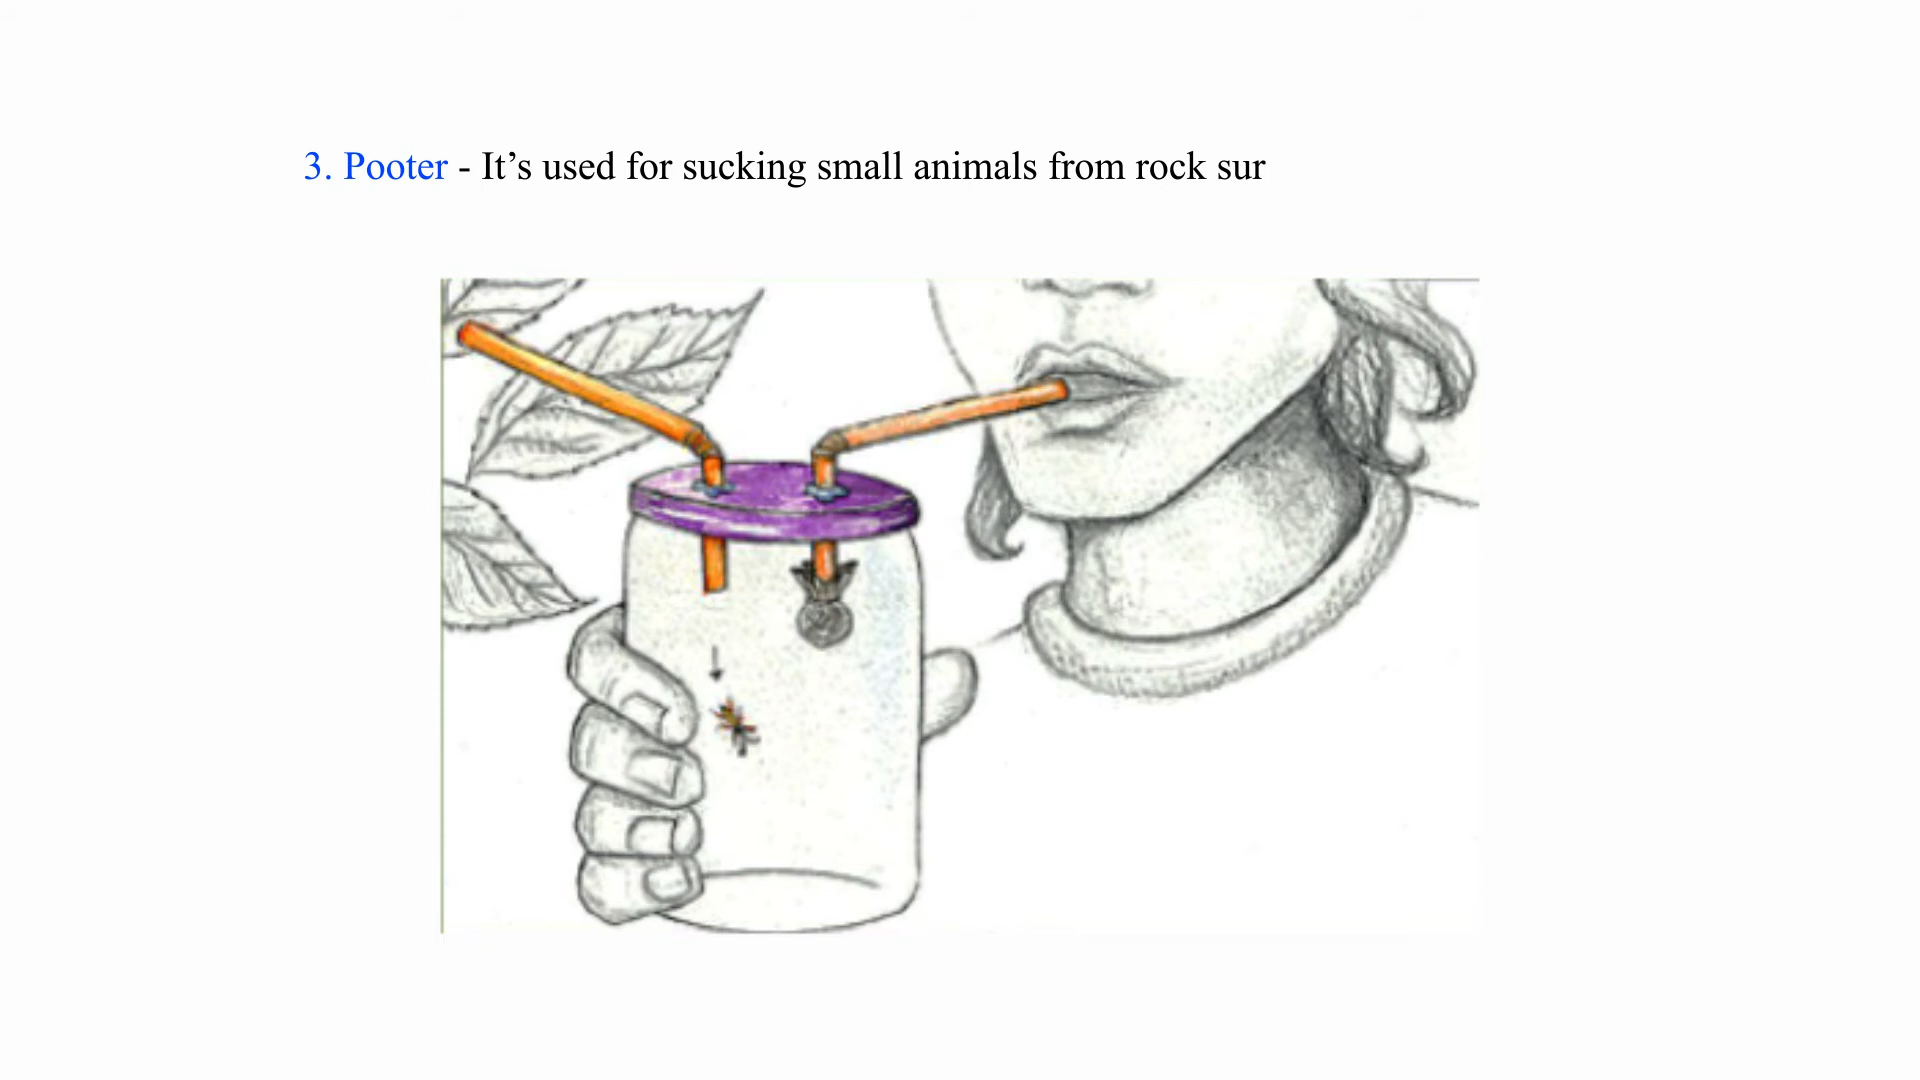 3. Pooter - It’s used for sucking small animals from rock sur